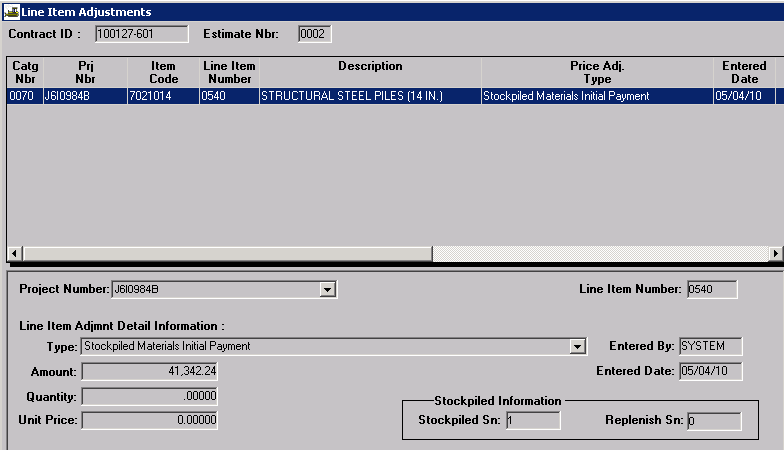 Line Item Adjustments
Contract ID : 100127-601 Estimate Nbr: 0002
Catg Nbr Prj Nbr Item Code Line Item Number Description Price Adj. Type Entered Date
0070 J6I0984B 7021014 0540 STRUCTURAL STEEL PILES (14 IN.) Stockpiled Materials Initial Payment 05/04/10
Project Number: J6I0984B Line Item Number: 0540
Line Item Adjmnt Detail Information :
Type: Stockpiled Materials Initial Payment Entered By: SYSTEM
Amount: 41,342.24 Entered Date: 05/04/10
Quantity: .00000 Stockpiled Information
Unit Price: 0.00000 Stockpiled Sn: 1 Replenish Sn: 0